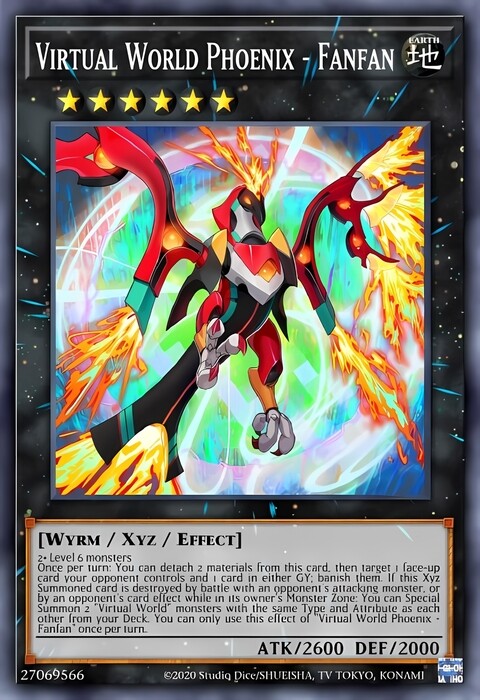 VIRTUAL WORLD PHOENIX - FANFAN
EARTH
地
[WYRM / XYZ / EFFECT]
2+ Level 6 monsters
Once per turn: You can detach 2 materials from this card, then target 1 face-up
card your opponent controls and 1 card in either GY; banish them. If this Xyz
Summoned card is destroyed by battle with an opponent's attacking monster, or
by an opponent's card effect while in its owner's Monster Zone: You can Special
Summon 2 "Virtual World" monsters with the same Type and Attribute as each
other from your Deck. You can only use this effect of "Virtual World Phoenix -
Fanfan" once per turn.
ATK/2600 DEF/2000
27069566
©2020 Studio Dice/SHUEISHA, TV TOKYO, KONAMI